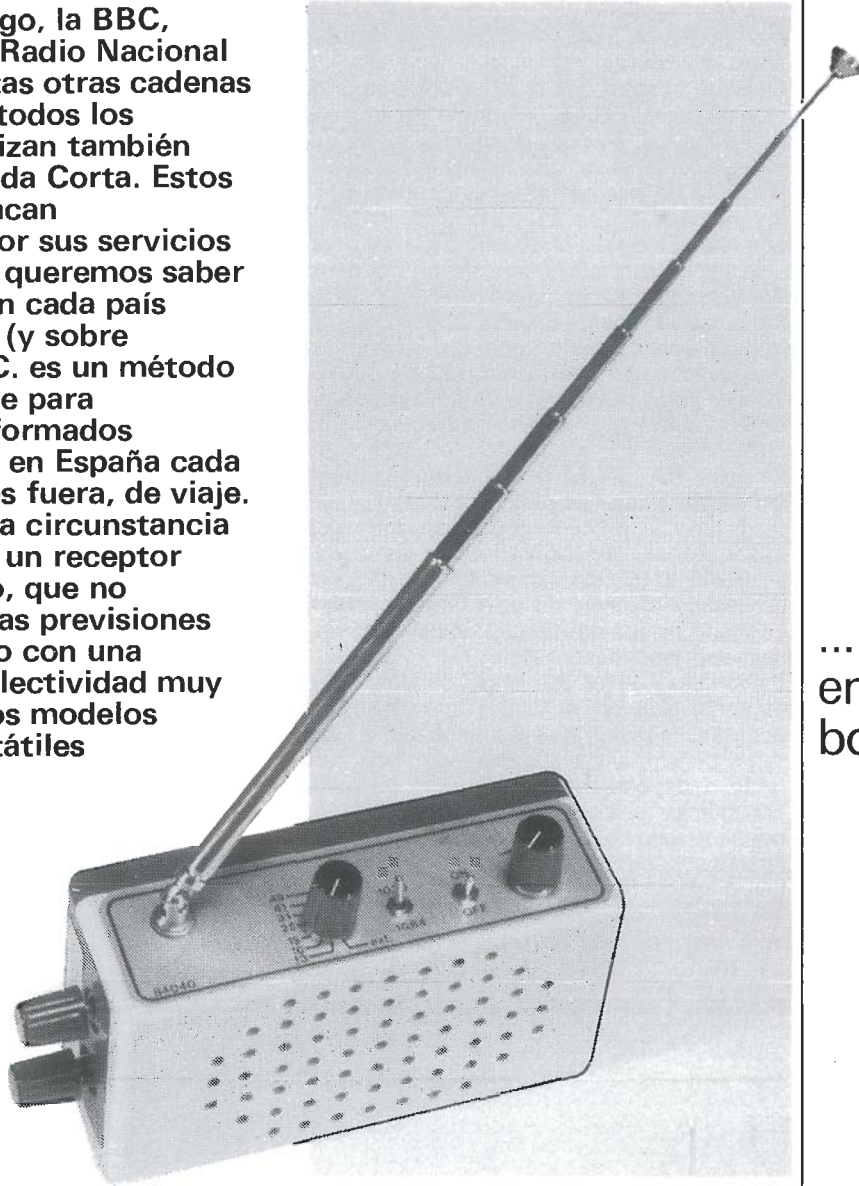 go, la BBC,
Radio Nacional
tas otras cadenas
todos los
izan también
da Corta. Estos
acan
or sus servicios
queremos saber
n cada país
(y sobre
C. es un método
e para
formados
en España cada
s fuera, de viaje.
a circunstancia
un receptor
o, que no
as previsiones
o con una
lectividad muy
os modelos
tátiles
...
en
bo
ON
OFF
ext.
84040